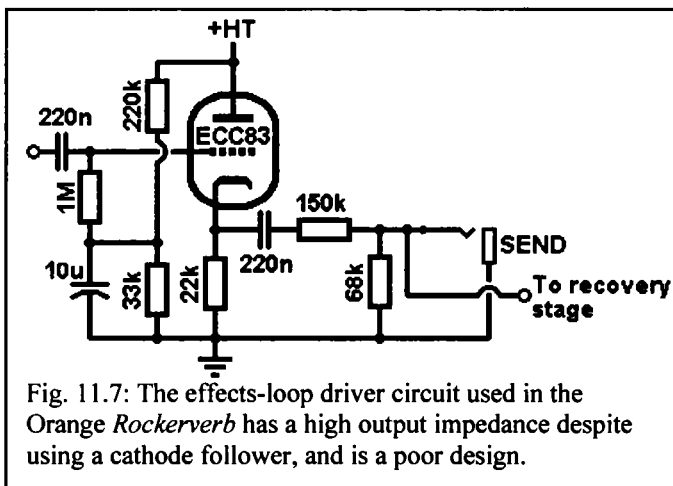 +HT
220n
220k
ECC83
1M
150k
220n
SEND
10u
33k
22k
68k
To recovery
stage
Fig. 11.7: The effects-loop driver circuit used in the
Orange Rockerverb has a high output impedance despite
using a cathode follower, and is a poor design.